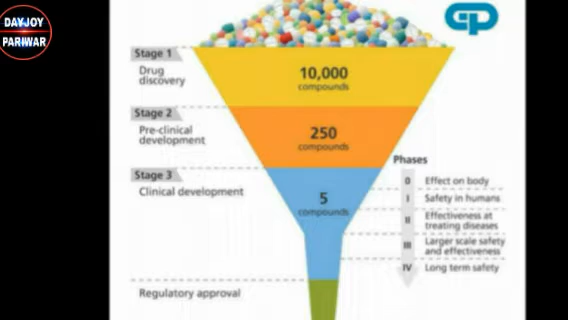 DAYJOY
PARIWAR
Stage 1
Drug
discovery
10,000
compounds
Stage 2
Pre-clinical
development
250
compounds
Stage 3
Clinical development
5
compounds
Phases
0 Effect on body
I Safety in humans
II Effectiveness at
treating diseases
III Larger scale safety
and effectiveness
IV Long term safety
Regulatory approval